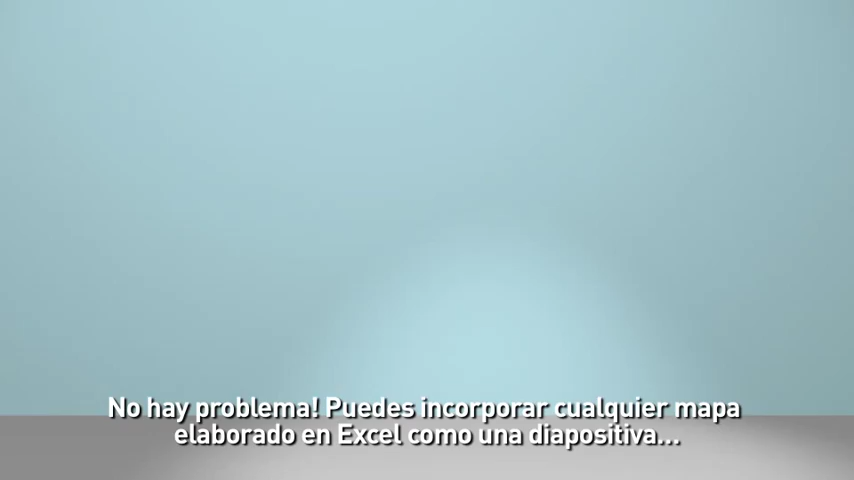 No hay problema! Puedes incorporar cualquier mapa
elaborado en Excel como una diapositiva...